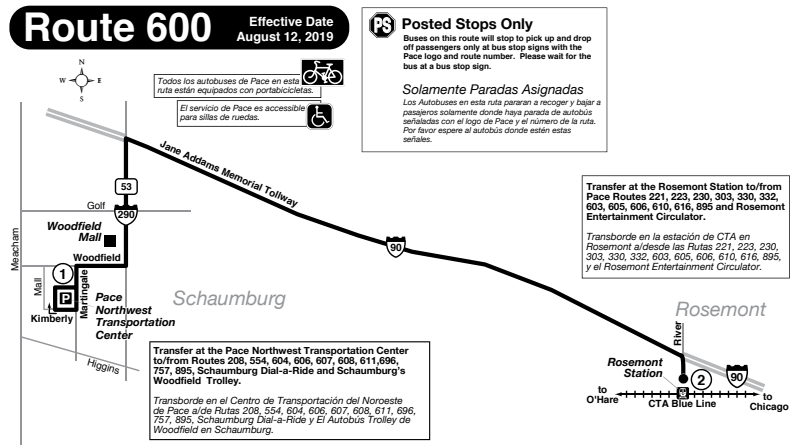 Route 600
Effective Date
August 12, 2019
PS
Posted Stops Only
Buses on this route will stop to pick up and drop
off passengers only at bus stop signs with the
Pace logo and route number.  Please wait for the
bus at a bus stop sign.
Solamente Paradas Asignadas
Los Autobuses en esta ruta pararan a recoger y bajar a
pasajeros solamente donde haya parada de autobús
señaladas con el logo de Pace y el número de la ruta.
Por favor espere al autobús donde estén estas
señales.
N
W
E
S
Todos los autobuses de Pace en esta
ruta están equipados con portabicicletas.
El servicio de Pace es accessible
para sillas de ruedas.
Jane Addams Memorial Tollway
53
Golf
290
Woodfield
Mall
Woodfield
Meacham
Mall
1
P
Martingale
Kimberly
Pace
Northwest
Transportation
Center
Higgins
Schaumburg
90
Transfer at the Rosemont Station to/from
Pace Routes 221, 223, 230, 303, 330, 332,
603, 605, 606, 610, 616, 895 and Rosemont
Entertainment Circulator.
Transborde en la estación de CTA en
Rosemont a/desde las Rutas 221, 223, 230,
303, 330, 332, 603, 605, 606, 610, 616, 895,
y el Rosemont Entertainment Circulator.
Rosemont
River
Rosemont
Station
2
90
to
O'Hare
CTA Blue Line
to
Chicago
Transfer at the Pace Northwest Transportation Center
to/from Routes 208, 554, 604, 606, 607, 608, 611,696,
757, 895, Schaumburg Dial-a-Ride and Schaumburg's
Woodfield  Trolley.
Transborde en el Centro de Transportación del Noroeste
de Pace a/de Rutas 208, 554, 604, 606, 607, 608, 611, 696,
757, 895, Schaumburg Dial-a-Ride y El Autobús Trolley de
Woodfield en Schaumburg.